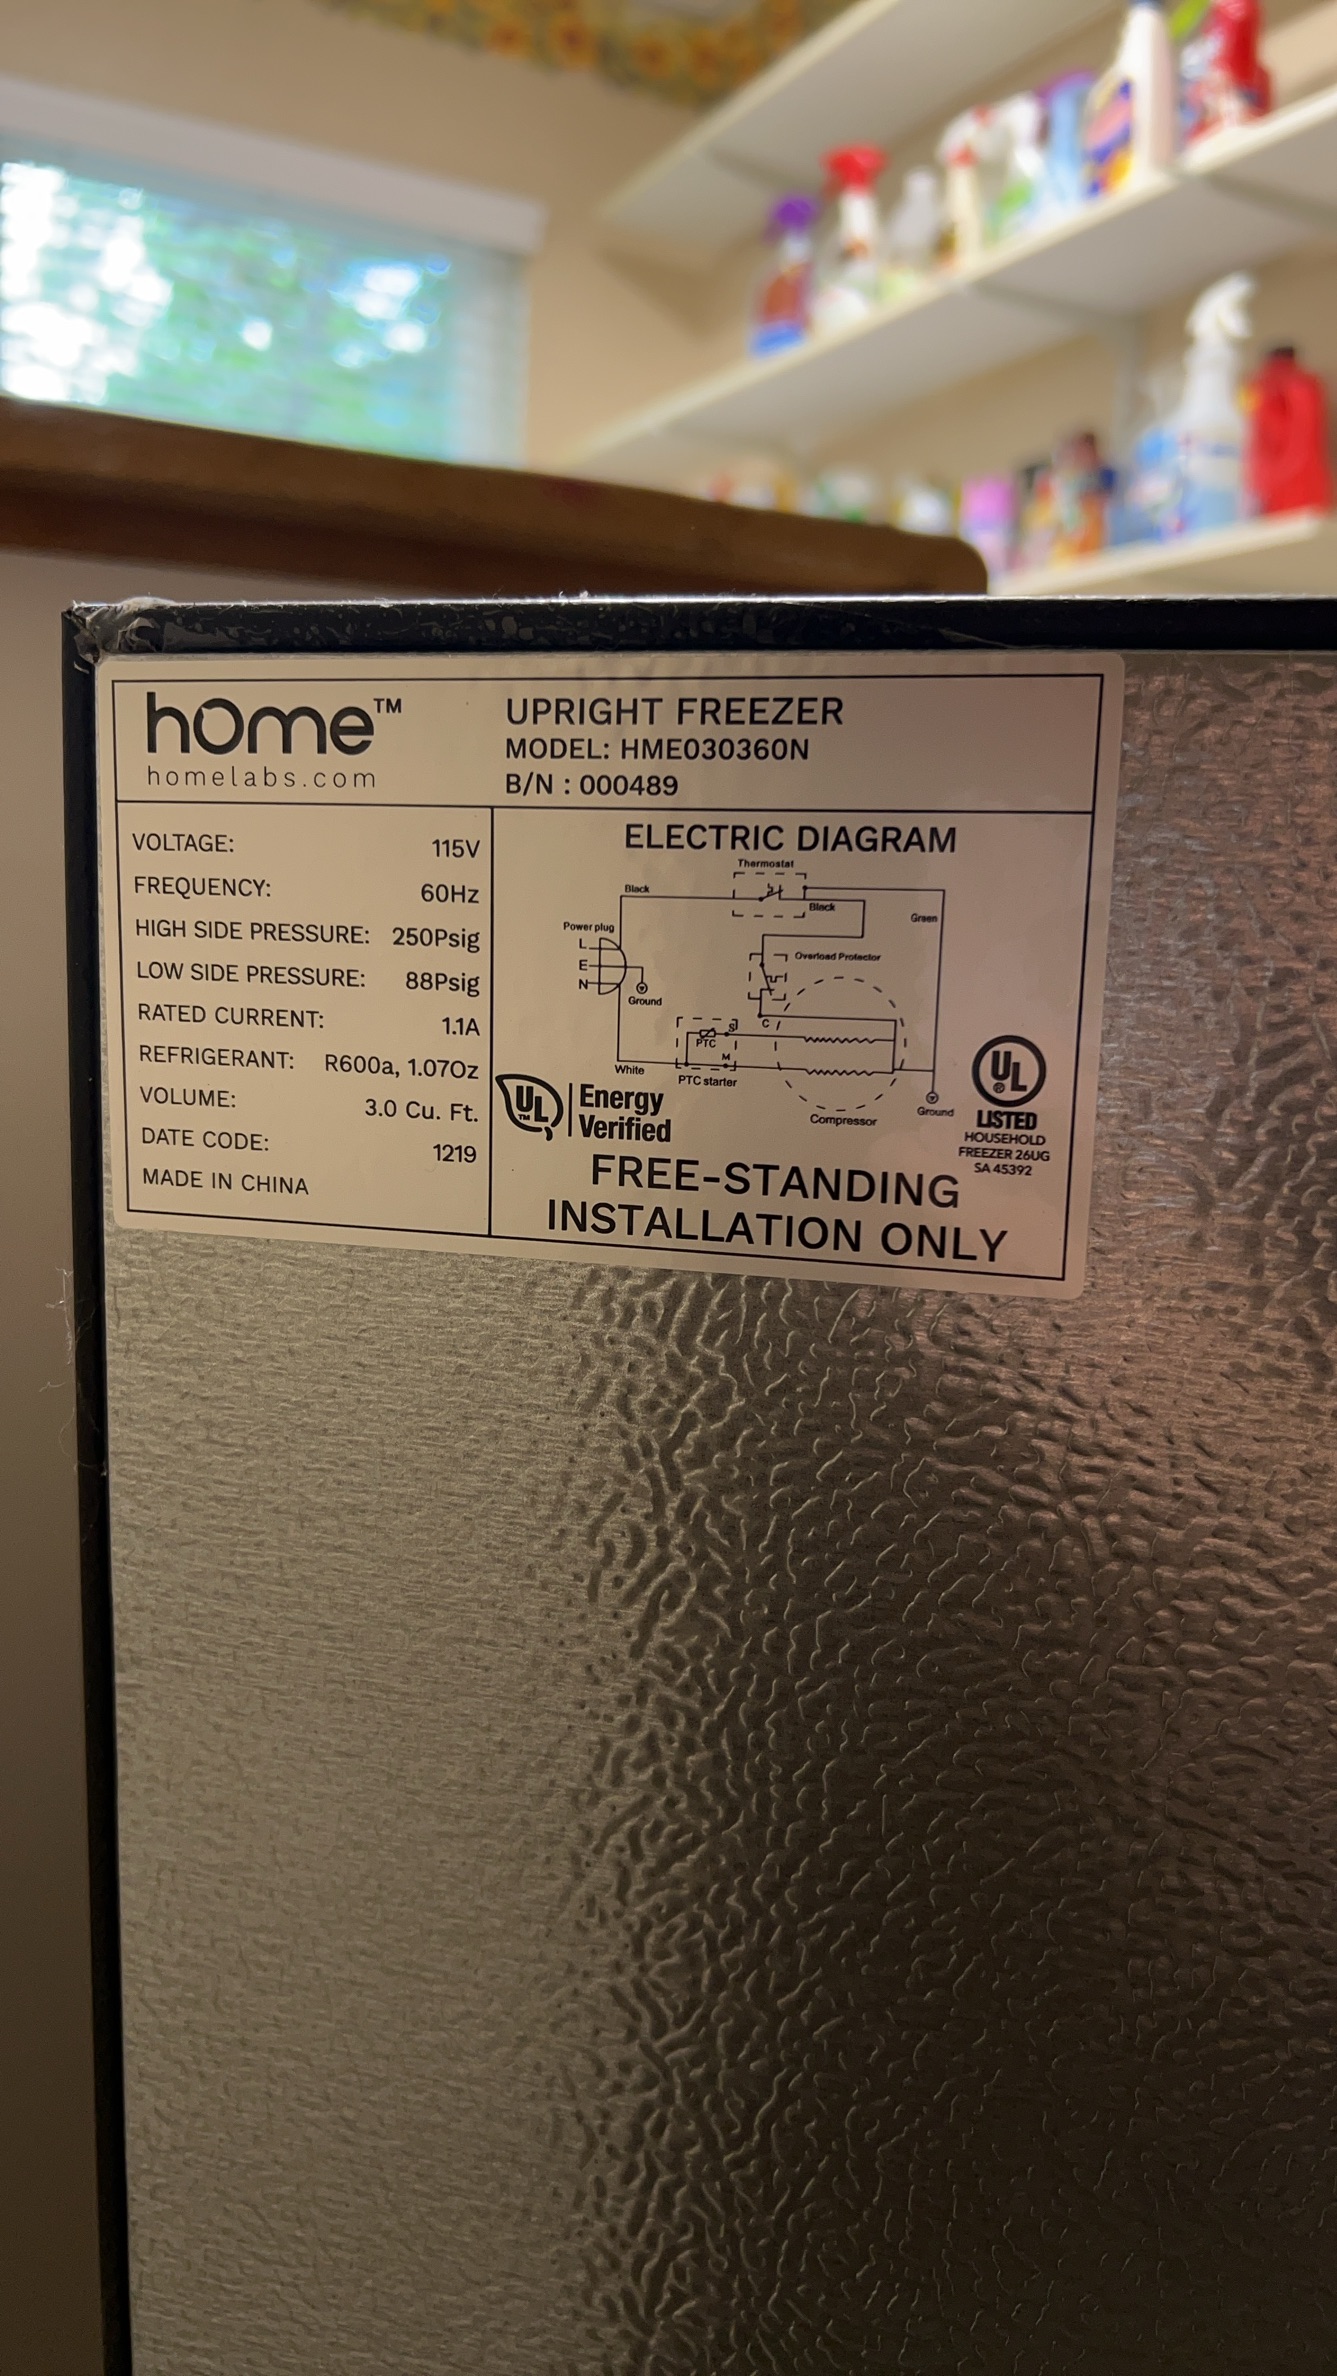 home™
homelabs.com
UPRIGHT FREEZER
MODEL: HME030360N
B/N : 000489
VOLTAGE: 115V
FREQUENCY: 60Hz
HIGH SIDE PRESSURE: 250Psig
LOW SIDE PRESSURE: 88Psig
RATED CURRENT: 1.1A
REFRIGERANT: R600a, 1.07Oz
VOLUME: 3.0 Cu. Ft.
DATE CODE: 1219
MADE IN CHINA
ELECTRIC DIAGRAM
Thermostat
Black
Black
Green
Power plug
L
E
N
Ground
Overload Protector
C
S
PTC
M
White
PTC starter
Compressor
Ground
UL™ Energy
Verified
UL®
LISTED
HOUSEHOLD
FREEZER 26UG
SA 45392
FREE-STANDING
INSTALLATION ONLY